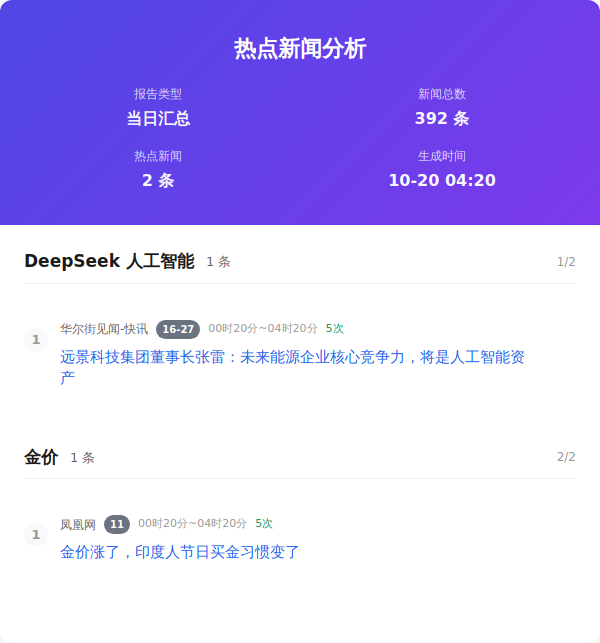 热点新闻分析
报告类型
新闻总数
当日汇总
392 条
热点新闻
生成时间
2 条
10-20 04:20
DeepSeek 人工智能 1 条 1/2
1 华尔街见闻-快讯 16-27 00时20分~04时20分 5次
远景科技集团董事长张雷：未来能源企业核心竞争力，将是人工智能资
产
金价 1 条 2/2
1 凤凰网 11 00时20分~04时20分 5次
金价涨了，印度人节日买金习惯变了